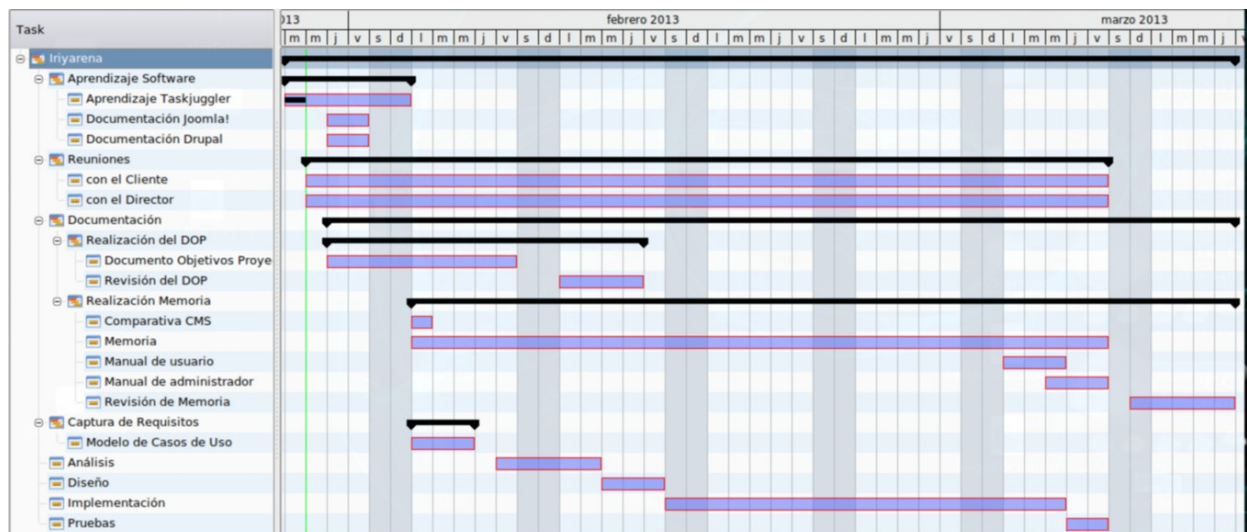 Task
013 febrero 2013 marzo 2013
m m j v s d l m m j v s d l m m j v s d l m m j v s d l m m j v s d l m m j v s d l m m j v
Iriyarena
Aprendizaje Software
Aprendizaje Taskjuggler
Documentación Joomla!
Documentación Drupal
Reuniones
con el Cliente
con el Director
Documentación
Realización del DOP
Documento Objetivos Proye
Revisión del DOP
Realización Memoria
Comparativa CMS
Memoria
Manual de usuario
Manual de administrador
Revisión de Memoria
Captura de Requisitos
Modelo de Casos de Uso
Análisis
Diseño
Implementación
Pruebas